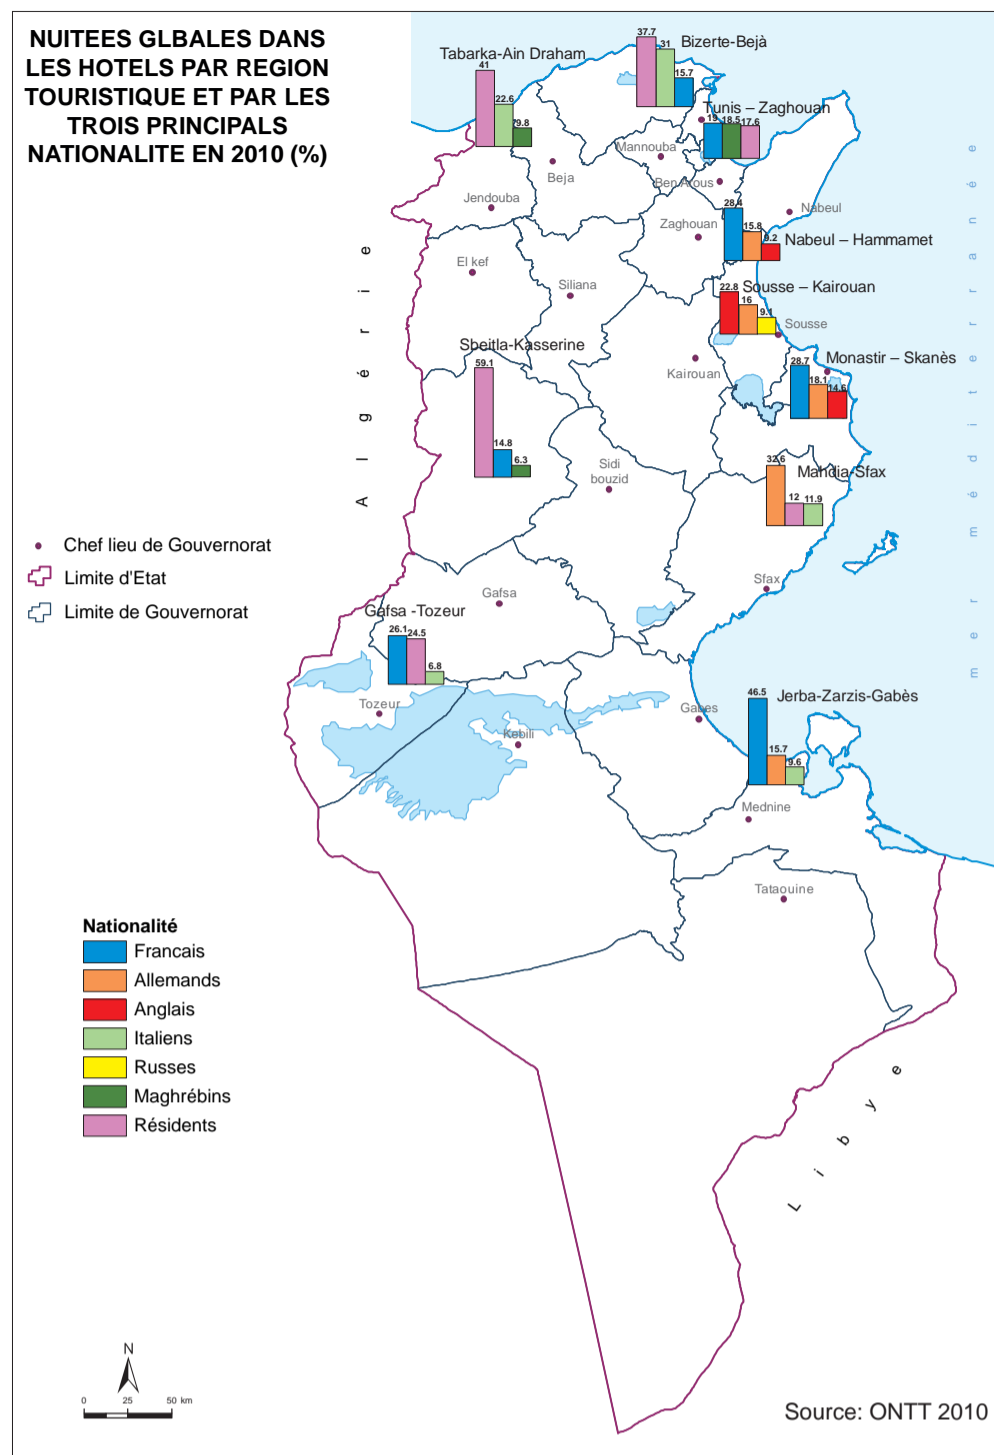 NUITEES GLBALES DANS
LES HOTELS PAR REGION
TOURISTIQUE ET PAR LES
TROIS PRINCIPALS
NATIONALITE EN 2010 (%)
Tabarka-Ain Draham
41
22.6
79.8
Bizerte-Bejà
37.7
31
15.7
Tunis – Zaghouan
19
18.5
17.6
Mannouba
Beja
Ben Arous
Jendouba
Nabeul
Zaghouan
28.4
15.8
9.2
Nabeul – Hammamet
El kef
Siliana
Sousse – Kairouan
22.8
16
9.1
Sousse
Sbeitla-Kasserine
59.1
14.8
6.3
Kairouan
Monastir – Skanès
28.7
18.1
14.6
Sidi
bouzid
Mahdia-Sfax
32.6
12
11.9
Algérie
mer méditerranée
Chef lieu de Gouvernorat
Limite d'Etat
Limite de Gouvernorat
Sfax
Gafsa
Gafsa -Tozeur
26.1
24.5
6.8
Tozeur
Kebili
Gabes
Jerba-Zarzis-Gabès
46.5
15.7
9.6
Mednine
Tataouine
Nationalité
Francais
Allemands
Anglais
Italiens
Russes
Maghrébins
Résidents
Libye
N
0 25 50 km
Source: ONTT 2010